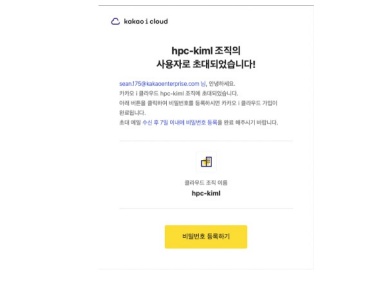 kakao i cloud
hpc-kiml 조직의
사용자로 초대되었습니다!
sean.175@kakaoenterprise.com 님, 안녕하세요.
카카오 i 클라우드 hpc-kiml 조직에 초대되었습니다.
아래 버튼을 클릭하여 비밀번호를 등록하시면 카카오 i 클라우드 가입이
완료됩니다.
초대 메일 수신 후 7일 이내에 비밀번호 등록을 완료 해주시기 바랍니다.
클라우드 조직 이름
hpc-kiml
비밀번호 등록하기